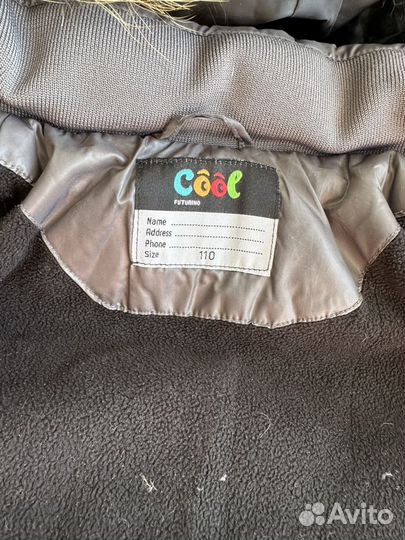 Côôl
FUTURINO
Name
Address
Phone
Size 110
Avito